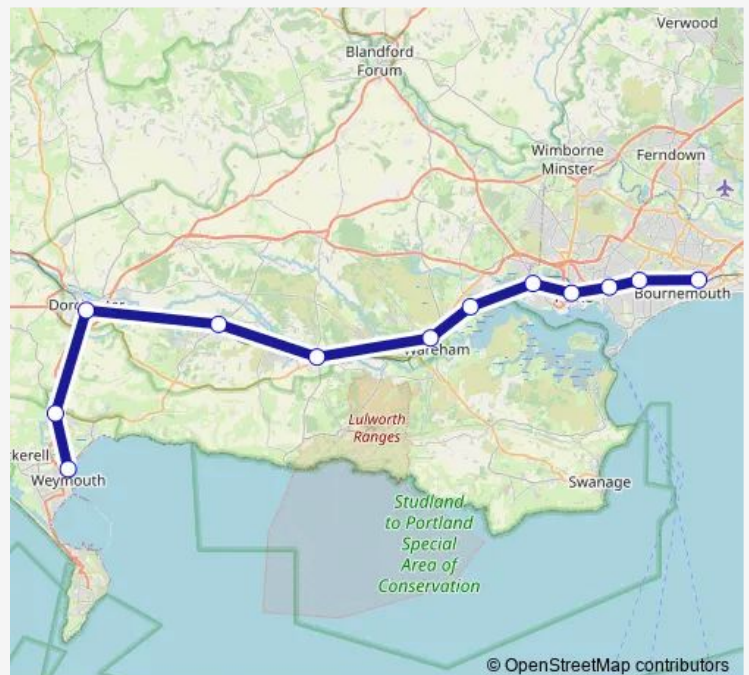 Verwood
Blandford
Forum
Wimborne
Minster
Ferndown
Bournemouth
Wareham
Lulworth
Ranges
kerell
Weymouth
Swanage
Studland
to Portland
Special
Area of
Conservation
© OpenStreetMap contributors